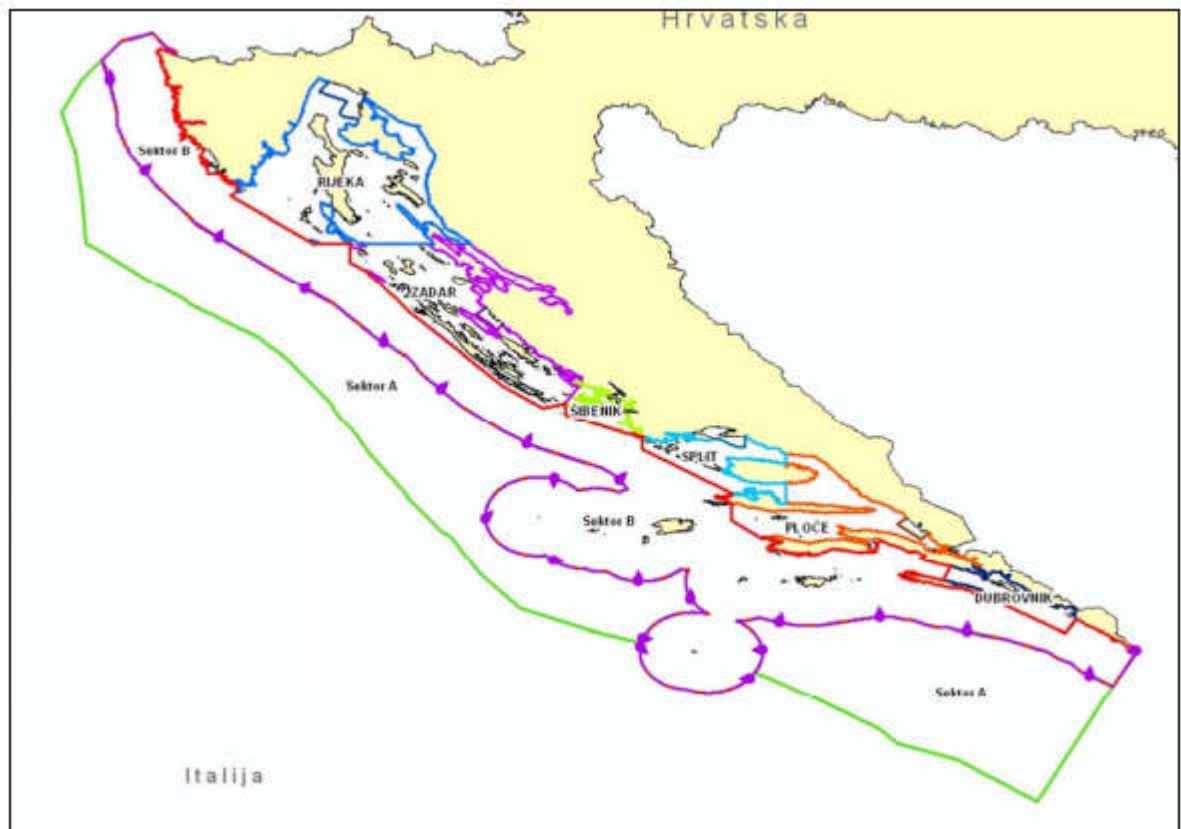 Hrvatska
Sektor B
RIJEKA
ZADAR
Sektor A
ŠIBENIK
SPLIT
Sektor B
PLOČE
DUBROVNIK
Sektor A
Italija